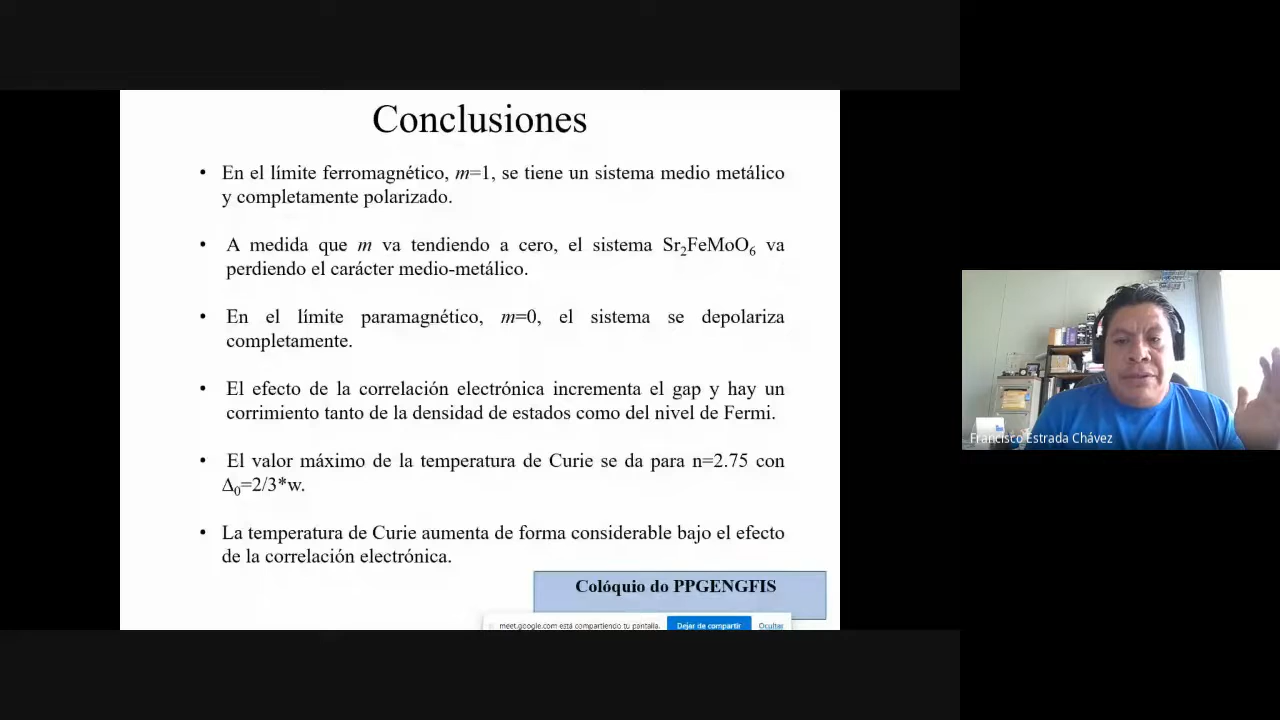 Conclusiones
• En el límite ferromagnético, m=1, se tiene un sistema medio metálico
y completamente polarizado.
• A medida que m va tendiendo a cero, el sistema Sr₂FeMoO₆ va
perdiendo el carácter medio-metálico.
• En el límite paramagnético, m=0, el sistema se depolariza
completamente.
• El efecto de la correlación electrónica incrementa el gap y hay un
corrimiento tanto de la densidad de estados como del nivel de Fermi.
• El valor máximo de la temperatura de Curie se da para n=2.75 con
Δ₀=2/3*w.
• La temperatura de Curie aumenta de forma considerable bajo el efecto
de la correlación electrónica.
Colóquio do PPGENGFIS
meet.google.com está compartiendo tu pantalla.
Dejar de compartir
Ocultar
Francisco Estrada Chávez